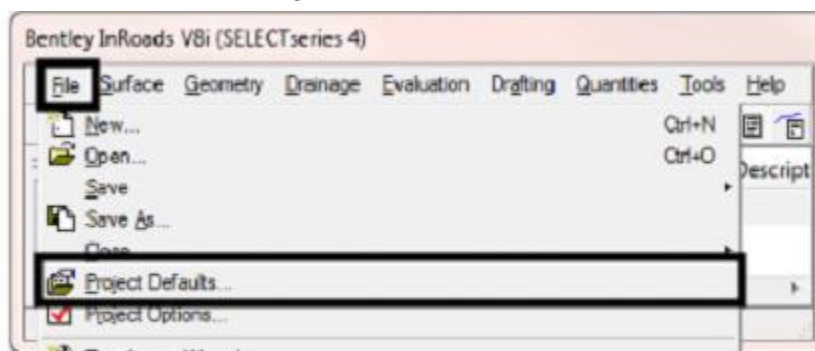 Bentley InRoads V8i (SELECTseries 4)
File Surface Geometry Drainage Evaluation Drafting Quantities Tools Help
New... Ctrl+N
Open... Ctrl+O
Descript
Save
Save As...
Close
Project Defaults...
Project Options...